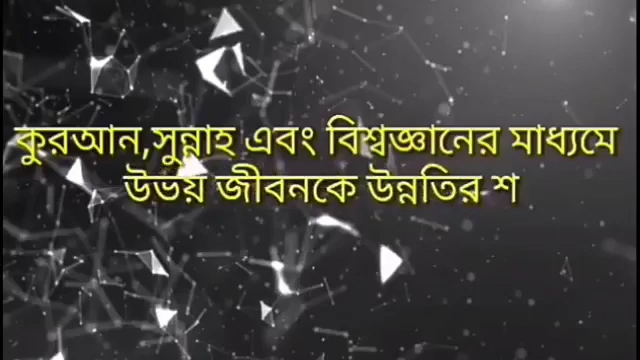 কুরআন,সুন্নাহ এবং বিশ্বজ্ঞানের মাধ্যমে
উভয় জীবনকে উন্নতির শ